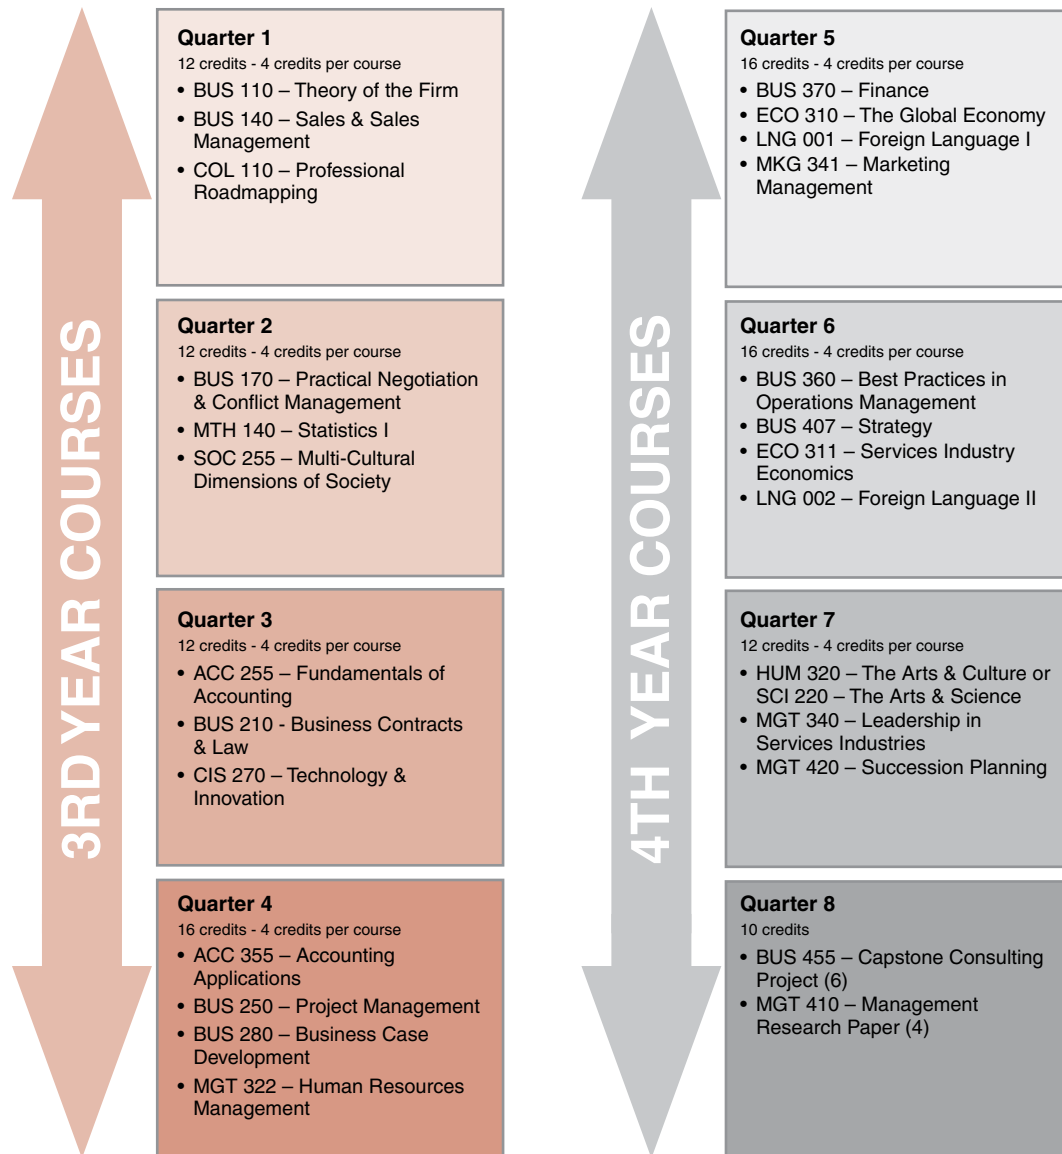 3RD YEAR COURSES
Quarter 1
12 credits - 4 credits per course
• BUS 110 – Theory of the Firm
• BUS 140 – Sales & Sales
Management
• COL 110 – Professional
Roadmapping
Quarter 2
12 credits - 4 credits per course
• BUS 170 – Practical Negotiation
& Conflict Management
• MTH 140 – Statistics I
• SOC 255 – Multi-Cultural
Dimensions of Society
Quarter 3
12 credits - 4 credits per course
• ACC 255 – Fundamentals of
Accounting
• BUS 210 - Business Contracts
& Law
• CIS 270 – Technology &
Innovation
Quarter 4
16 credits - 4 credits per course
• ACC 355 – Accounting
Applications
• BUS 250 – Project Management
• BUS 280 – Business Case
Development
• MGT 322 – Human Resources
Management
4TH YEAR COURSES
Quarter 5
16 credits - 4 credits per course
• BUS 370 – Finance
• ECO 310 – The Global Economy
• LNG 001 – Foreign Language I
• MKG 341 – Marketing
Management
Quarter 6
16 credits - 4 credits per course
• BUS 360 – Best Practices in
Operations Management
• BUS 407 – Strategy
• ECO 311 – Services Industry
Economics
• LNG 002 – Foreign Language II
Quarter 7
12 credits - 4 credits per course
• HUM 320 – The Arts & Culture or
SCI 220 – The Arts & Science
• MGT 340 – Leadership in
Services Industries
• MGT 420 – Succession Planning
Quarter 8
10 credits
• BUS 455 – Capstone Consulting
Project (6)
• MGT 410 – Management
Research Paper (4)